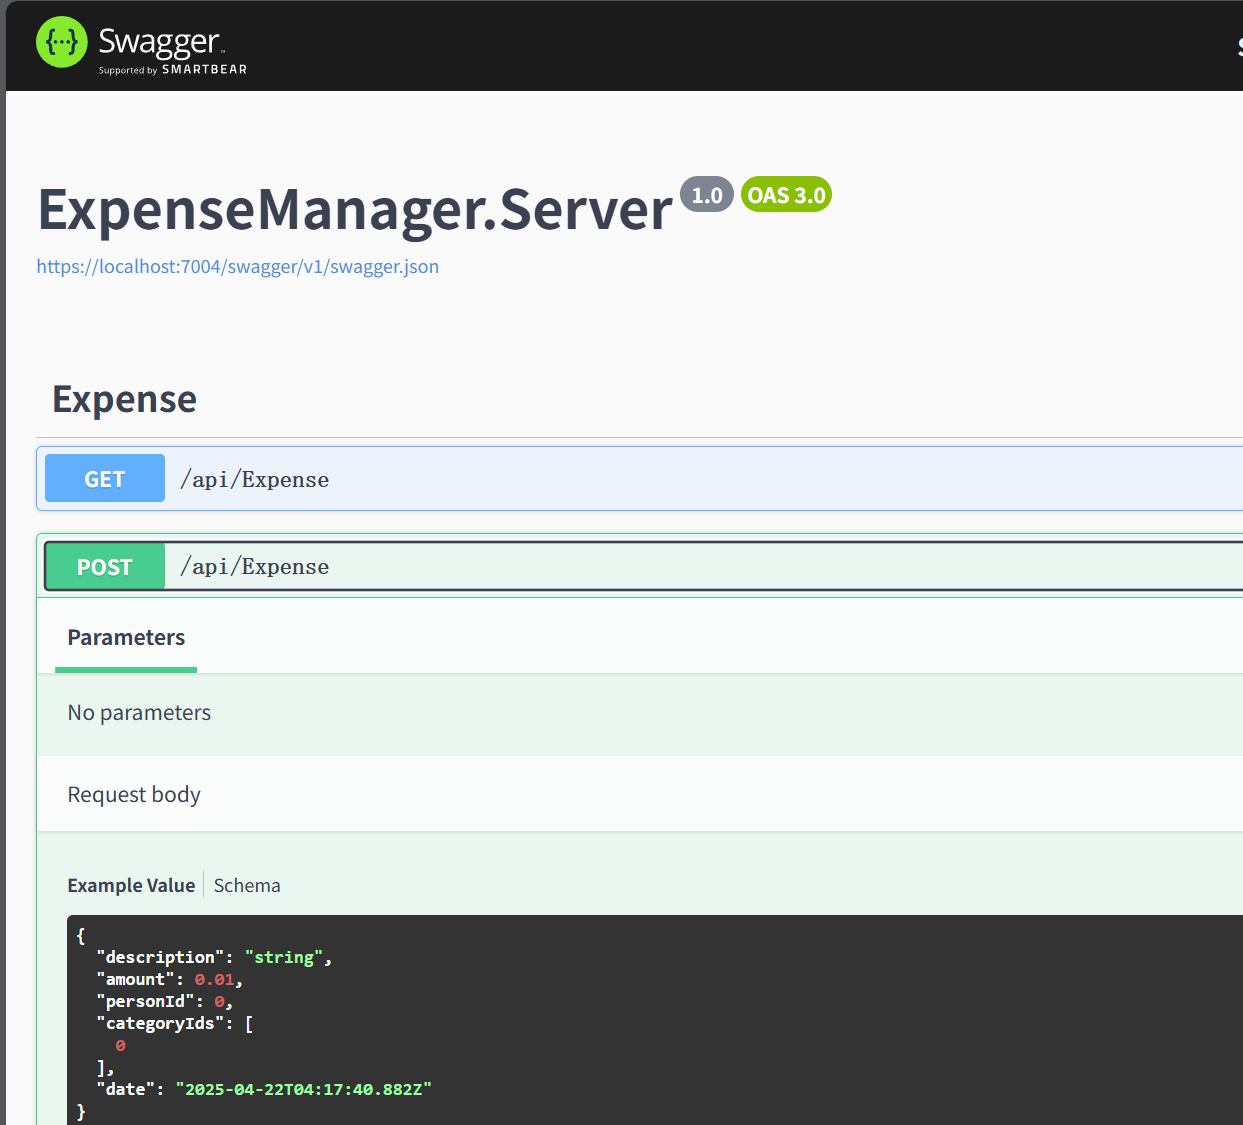 Swagger™
Supported by SMARTBEAR
ExpenseManager.Server 1.0 OAS 3.0
https://localhost:7004/swagger/v1/swagger.json
Expense
GET /api/Expense
POST /api/Expense
Parameters
No parameters
Request body
Example Value Schema
{
"description": "string",
"amount": 0.01,
"personId": 0,
"categoryIds": [
0
],
"date": "2025-04-22T04:17:40.882Z"
}